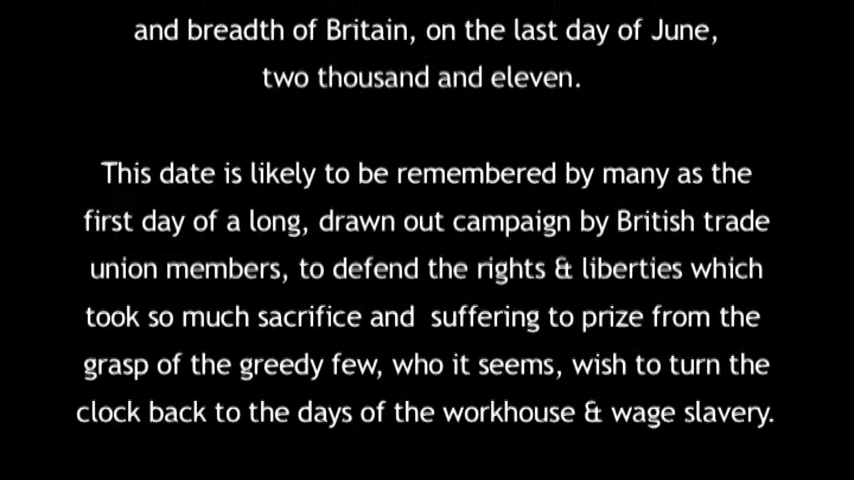 and breadth of Britain, on the last day of June,
two thousand and eleven.
This date is likely to be remembered by many as the
first day of a long, drawn out campaign by British trade
union members, to defend the rights & liberties which
took so much sacrifice and suffering to prize from the
grasp of the greedy few, who it seems, wish to turn the
clock back to the days of the workhouse & wage slavery.